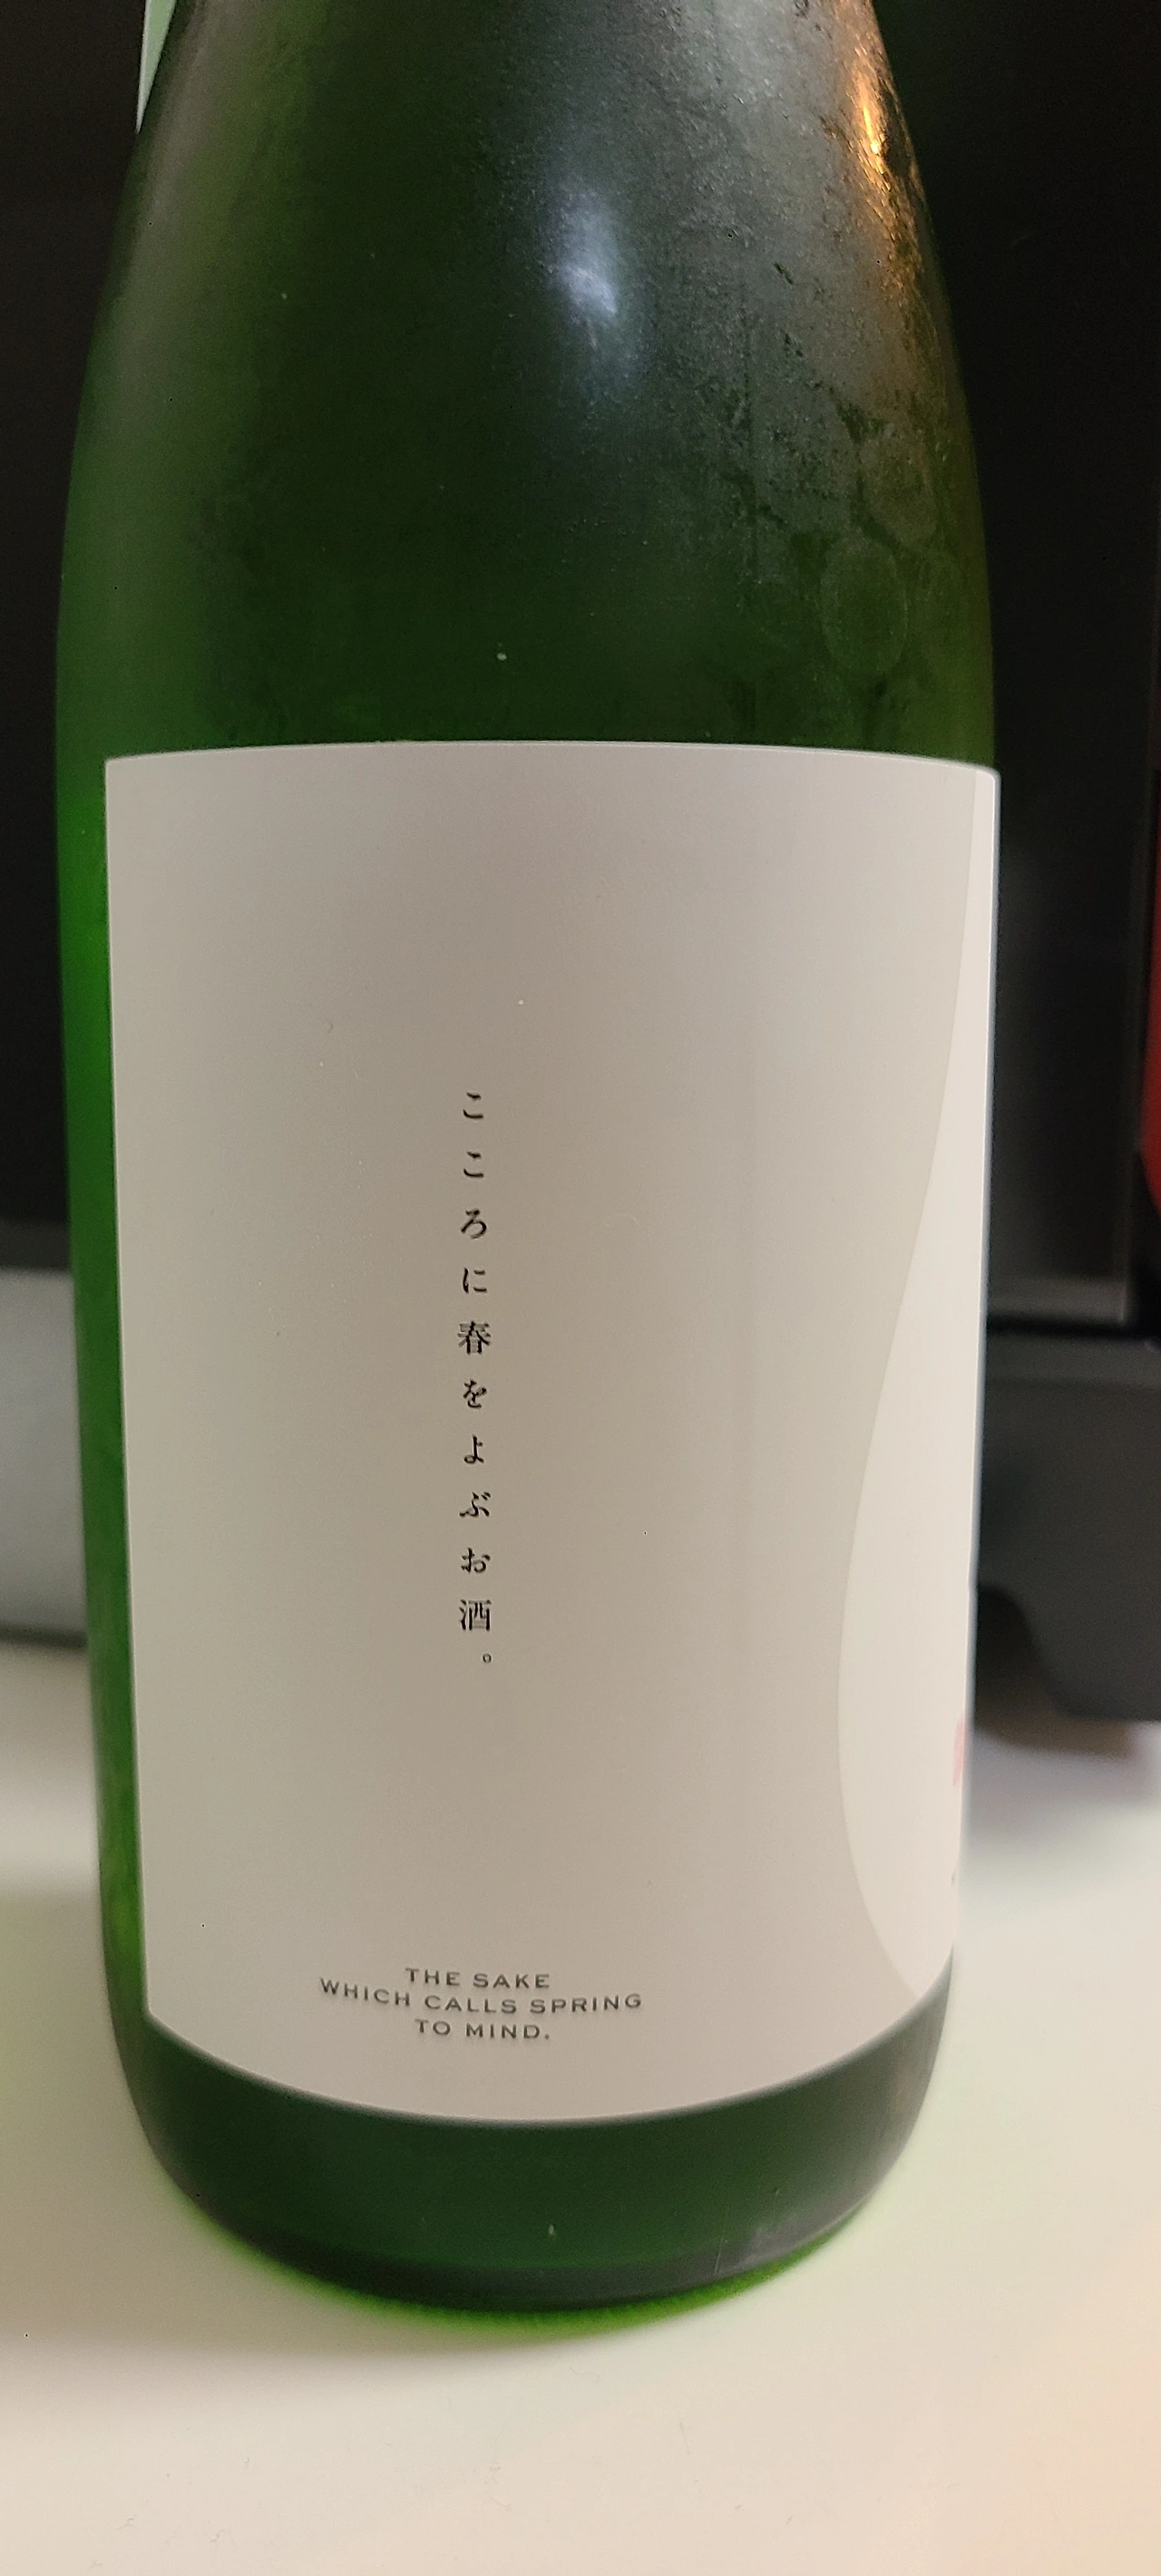 こころに春をよぶお酒。
THE SAKE
WHICH CALLS SPRING
TO MIND.